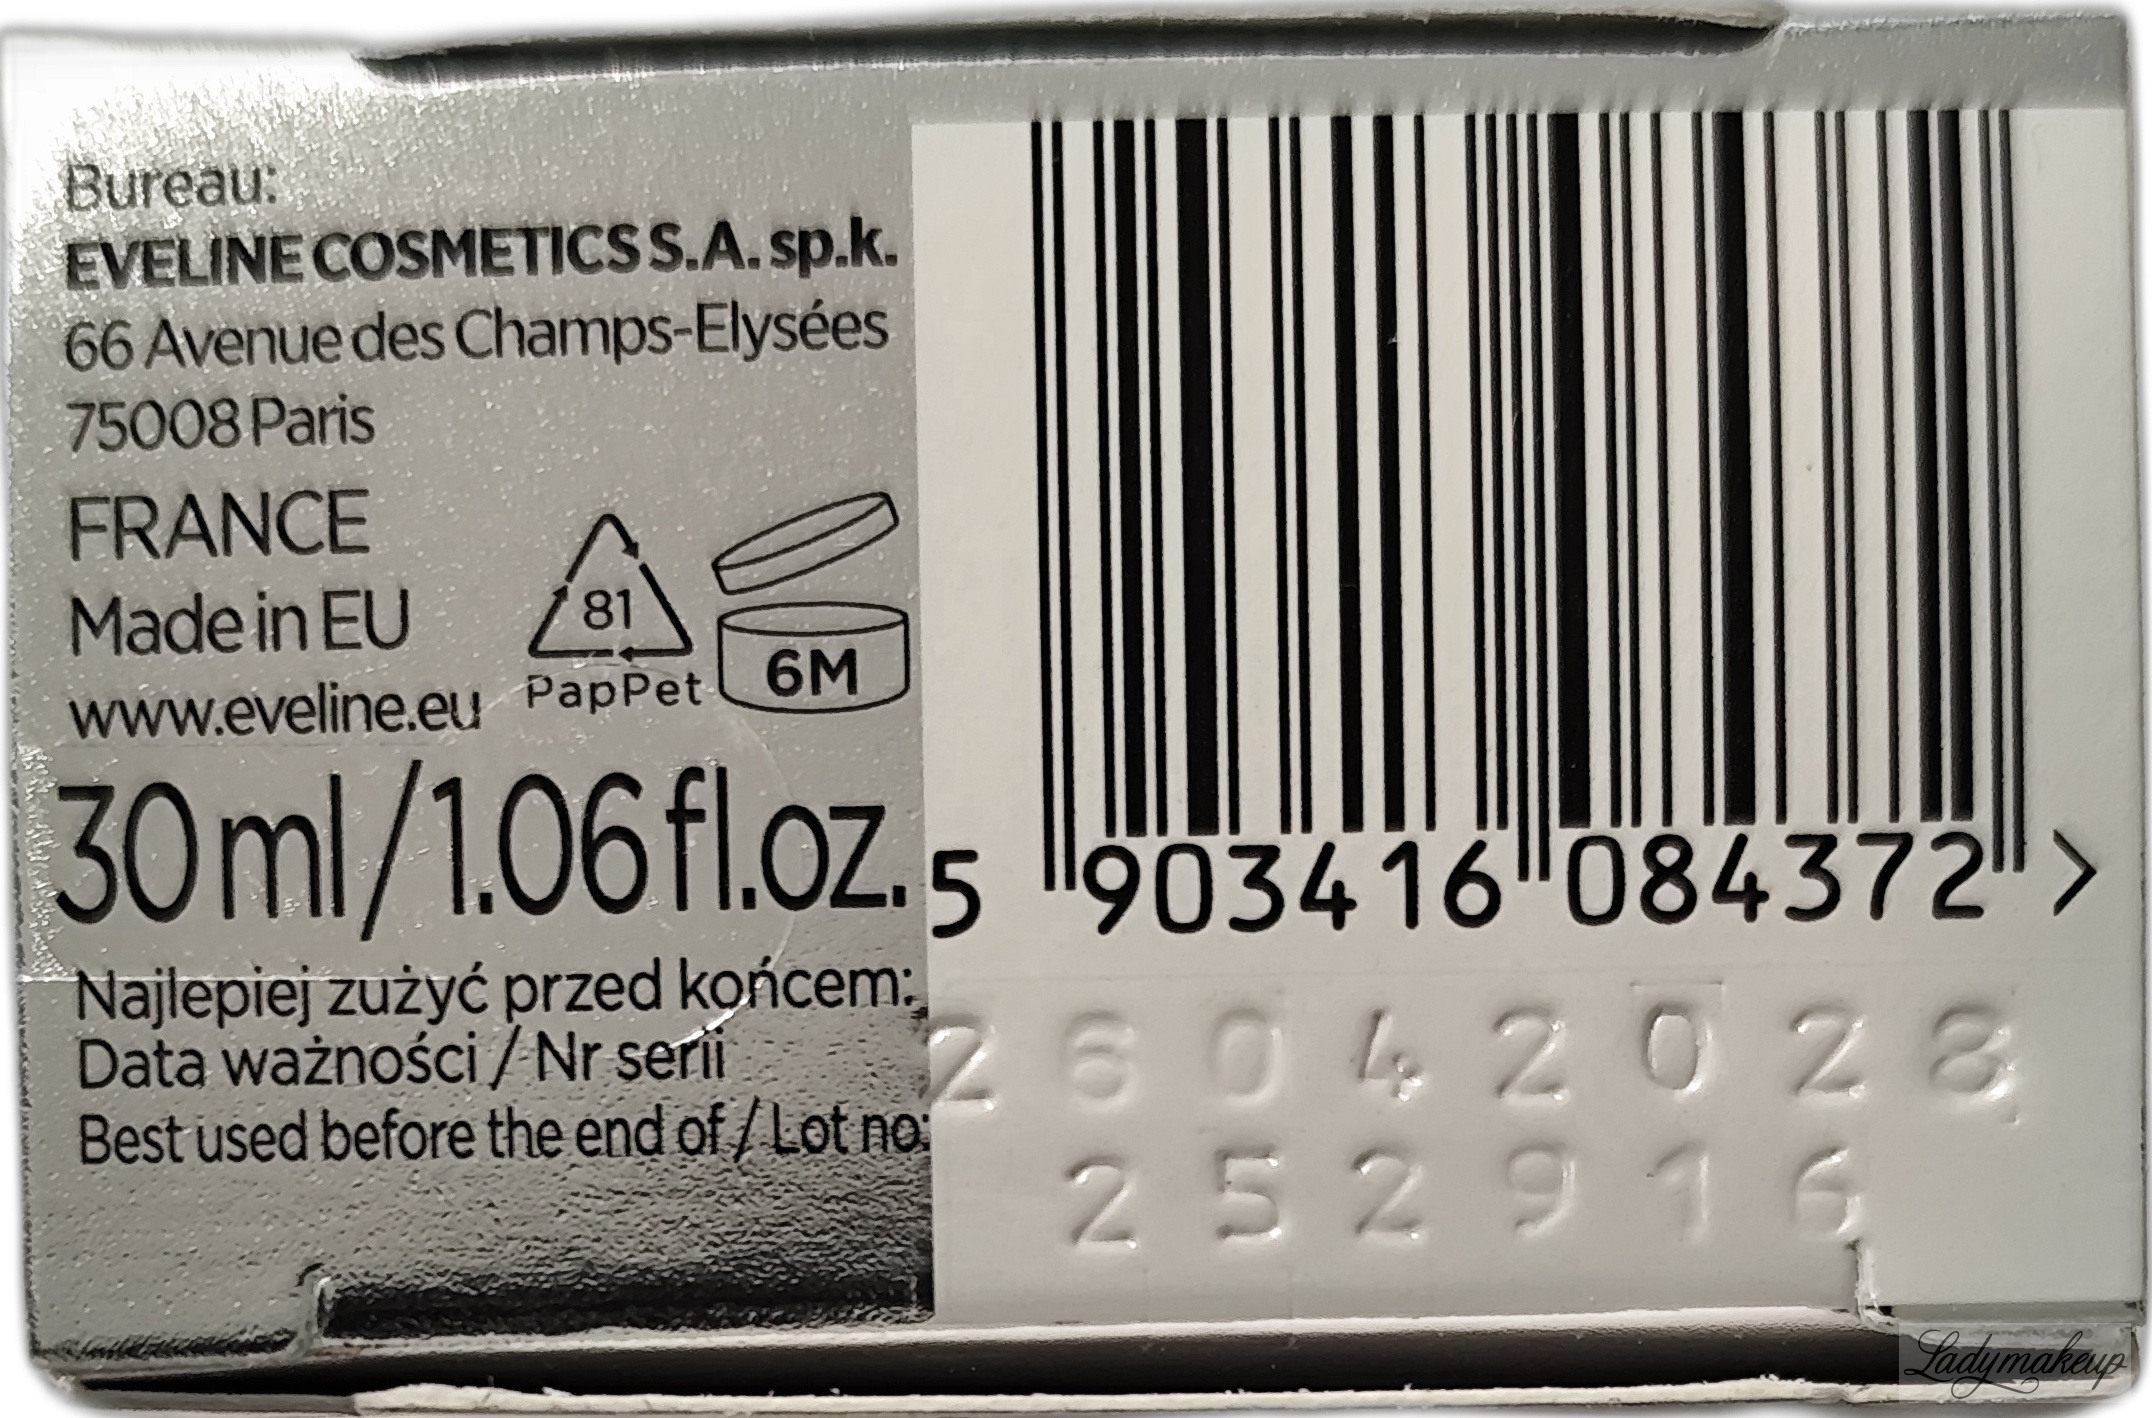 Bureau:
EVELINE COSMETICS S.A. sp.k.
66 Avenue des Champs-Elysées
75008 Paris
FRANCE
Made in EU
www.eveline.eu
81
PapPet
6M
30 ml/1.06 fl.oz.
5 903416 084372 >
Najlepiej zużyć przed końcem:
Data ważności / Nr serii
Best used before the end of / Lot no:
26042028
252916
Ladymakeup